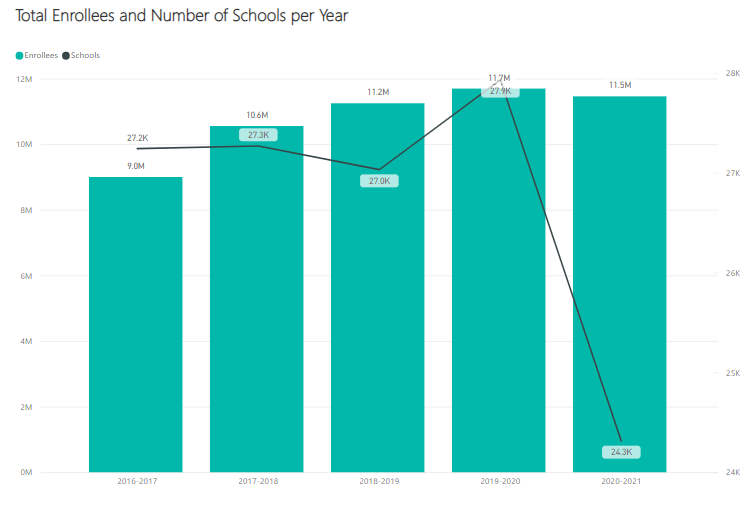 Total Enrollees and Number of Schools per Year
Enrollees Schools
12M
10M
8M
6M
4M
2M
0M
28K
27K
26K
25K
24K
27.2K
9.0M
10.6M
27.3K
11.2M
27.0K
11.7M
27.9K
11.5M
24.3K
2016-2017 2017-2018 2018-2019 2019-2020 2020-2021